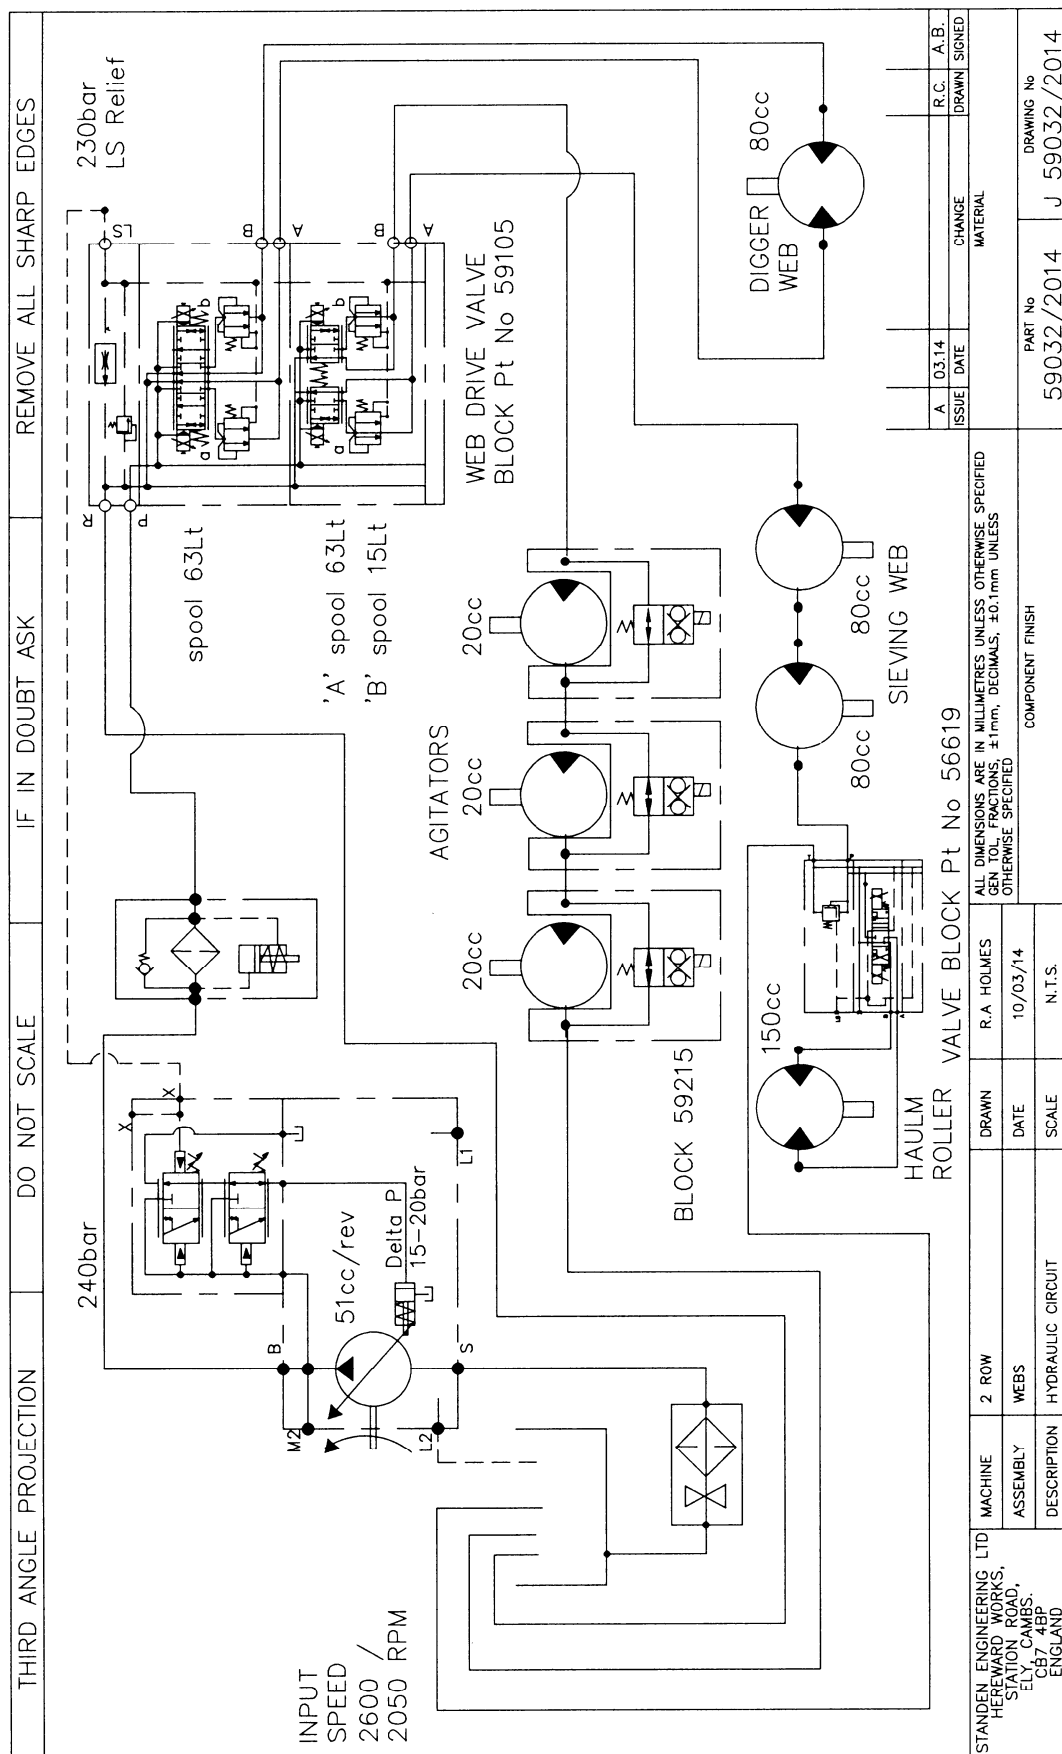 THIRD ANGLE PROJECTION
DO NOT SCALE
IF IN DOUBT ASK
REMOVE ALL SHARP EDGES
230bar
LS Relief
240bar
X
X
R
P
LS
B
A
B
A
a
b
a
b
spool 63Lt
'A' spool 63Lt
'B' spool 15Lt
WEB DRIVE VALVE
BLOCK Pt No 59105
INPUT
SPEED
2600 /
2050 RPM
B
M2
51cc/rev
Delta P
15-20bar
L2
S
L1
AGITATORS
20cc
20cc
20cc
BLOCK 59215
DIGGER
WEB
80cc
150cc
HAULM
ROLLER
VALVE BLOCK Pt No 56619
80cc
80cc
SIEVING WEB
STANDEN ENGINEERING LTD
HEREWARD WORKS,
STATION ROAD,
ELY, CAMBS.
CB7 4BP
ENGLAND
MACHINE
2 ROW
ASSEMBLY
WEBS
DESCRIPTION
HYDRAULIC CIRCUIT
DRAWN
R.A HOLMES
DATE
10/03/14
SCALE
N.T.S.
ALL DIMENSIONS ARE IN MILLIMETRES UNLESS OTHERWISE SPECIFIED
GEN TOL, FRACTIONS, ±1mm, DECIMALS, ±0.1mm UNLESS
OTHERWISE SPECIFIED
COMPONENT FINISH
A
03.14
R.C.
A.B.
ISSUE
DATE
CHANGE
DRAWN
SIGNED
MATERIAL
PART No
59032/2014
DRAWING No
J 59032/2014